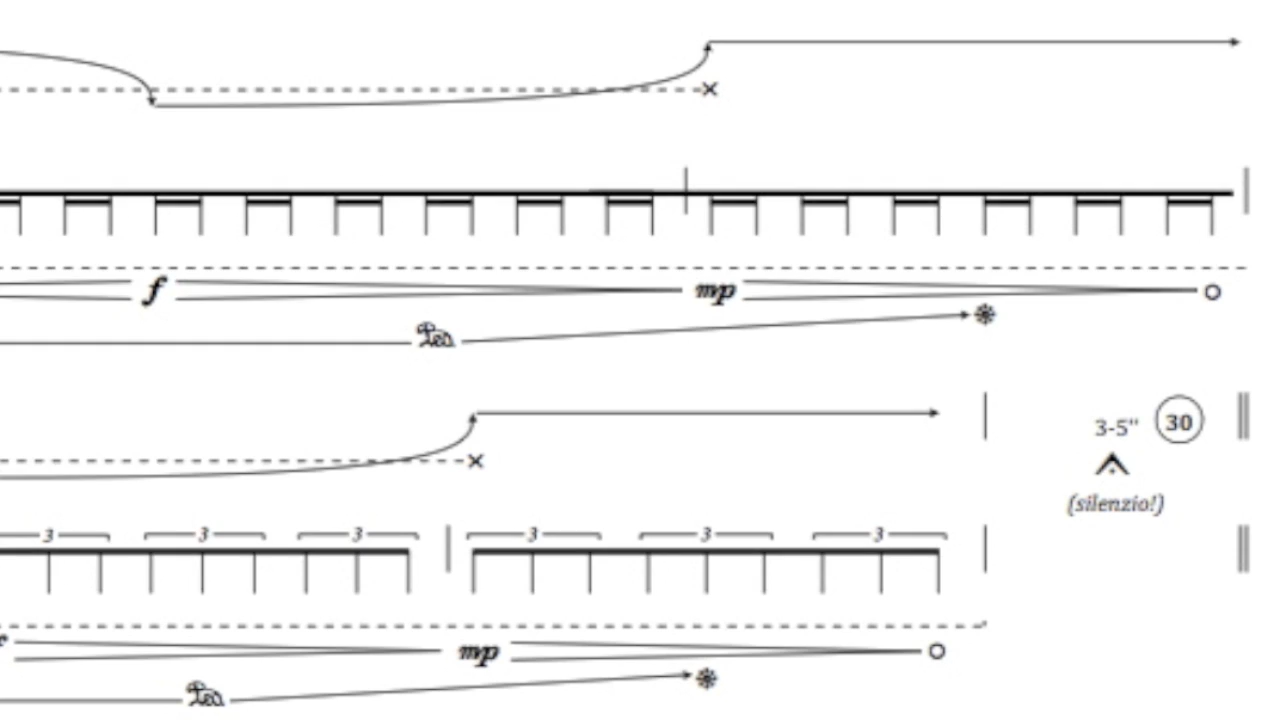 f mp
3-5" 30
(silenzio!)
3 3 3 3 3 3
mp